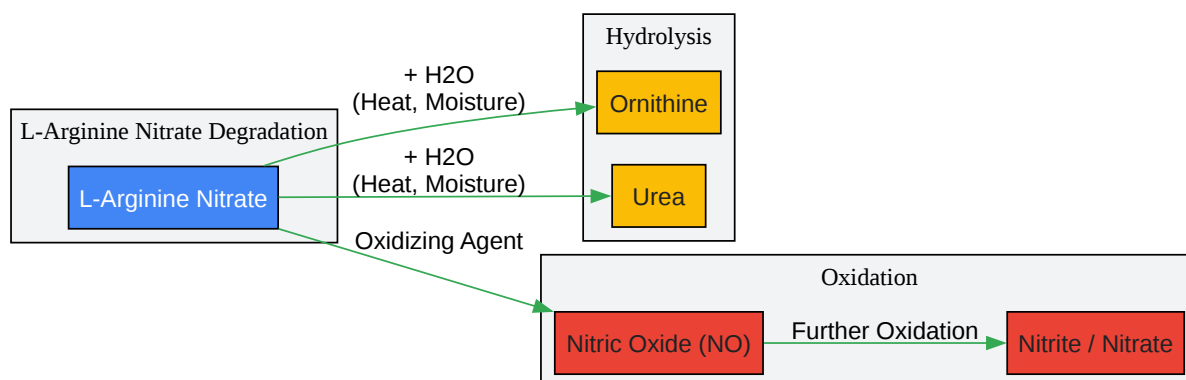 Hydrolysis
+ H2O
(Heat, Moisture)
Ornithine
L-Arginine Nitrate Degradation
+ H2O
(Heat, Moisture)
L-Arginine Nitrate
Urea
Oxidizing Agent
Oxidation
Nitric Oxide (NO)
Further Oxidation
Nitrite / Nitrate